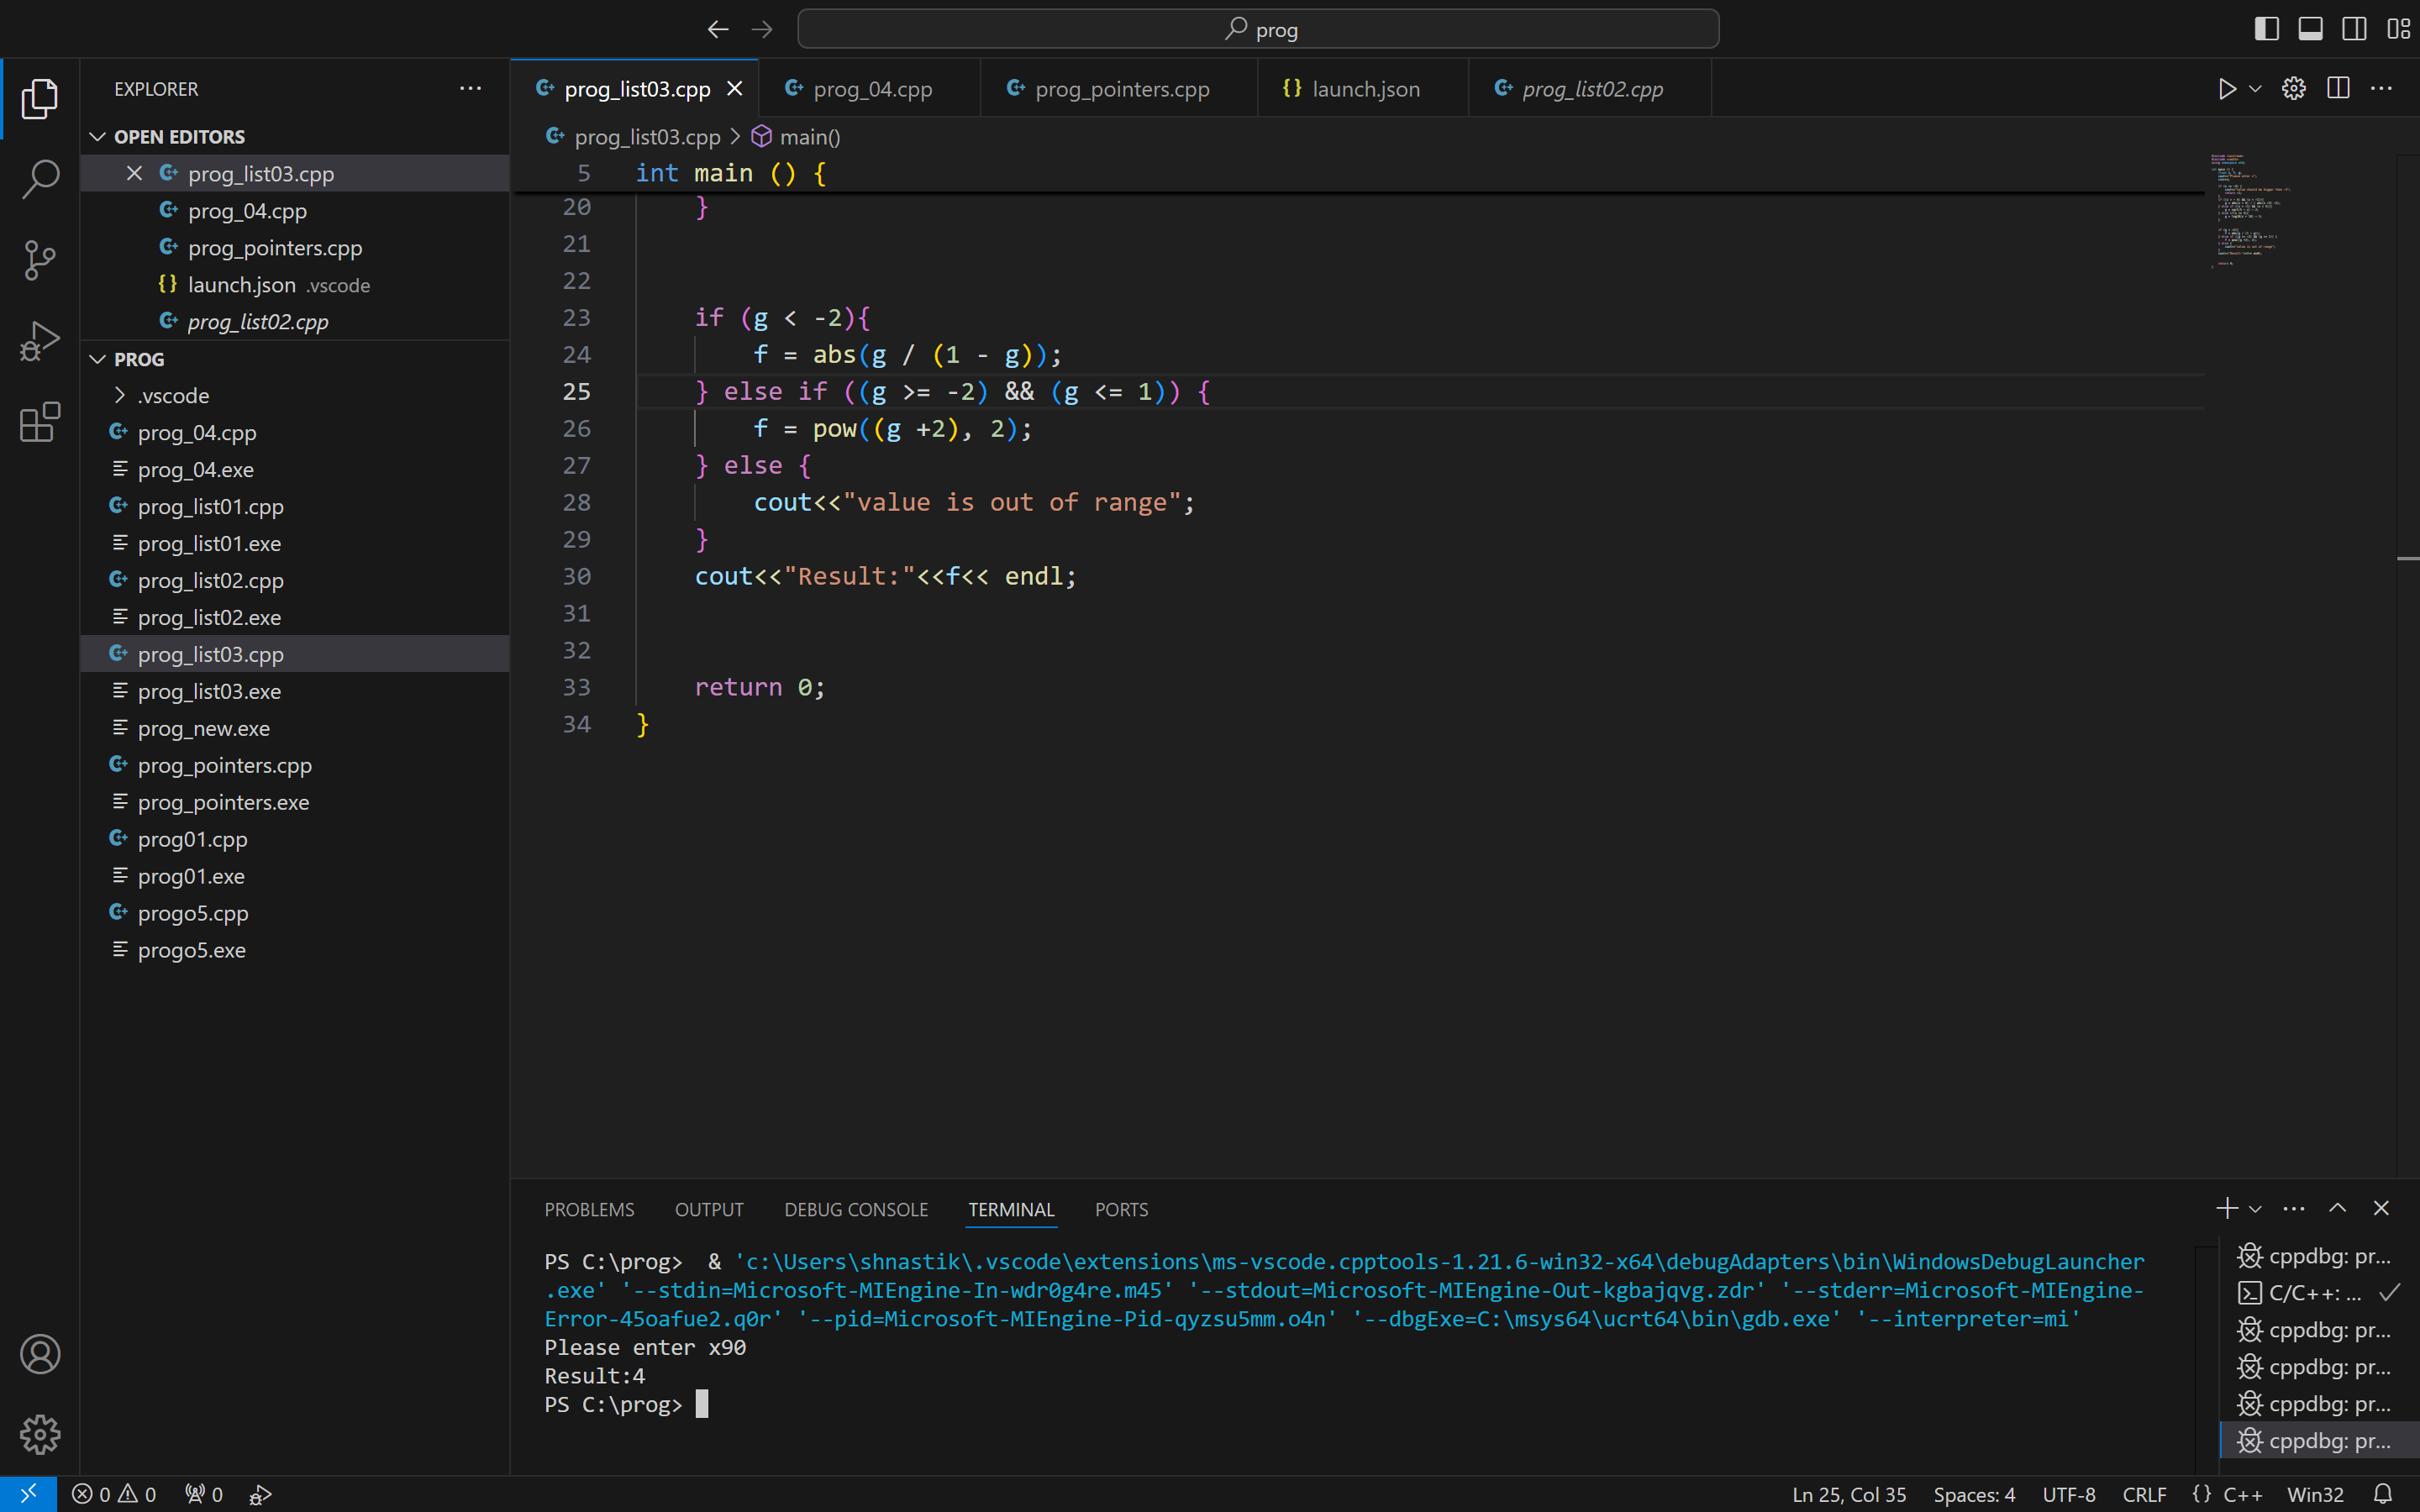 prog
EXPLORER
OPEN EDITORS
prog_list03.cpp
prog_04.cpp
prog_pointers.cpp
launch.json .vscode
prog_list02.cpp
PROG
.vscode
prog_04.cpp
prog_04.exe
prog_list01.cpp
prog_list01.exe
prog_list02.cpp
prog_list02.exe
prog_list03.cpp
prog_list03.exe
prog_new.exe
prog_pointers.cpp
prog_pointers.exe
prog01.cpp
prog01.exe
progo5.cpp
progo5.exe
prog_list03.cpp prog_04.cpp prog_pointers.cpp {} launch.json prog_list02.cpp
prog_list03.cpp > main()
5 int main () {
20 }
21
22
23 if (g < -2){
24 f = abs(g / (1 - g));
25 } else if ((g >= -2) && (g <= 1)) {
26 f = pow((g +2), 2);
27 } else {
28 cout<<"value is out of range";
29 }
30 cout<<"Result:"<<f<< endl;
31
32
33 return 0;
34 }
PROBLEMS OUTPUT DEBUG CONSOLE TERMINAL PORTS
PS C:\prog>  & 'c:\Users\shnastik\.vscode\extensions\ms-vscode.cpptools-1.21.6-win32-x64\debugAdapters\bin\WindowsDebugLauncher
.exe' '--stdin=Microsoft-MIEngine-In-wdr0g4re.m45' '--stdout=Microsoft-MIEngine-Out-kgbajqvg.zdr' '--stderr=Microsoft-MIEngine-
Error-45oafue2.q0r' '--pid=Microsoft-MIEngine-Pid-qyzsu5mm.o4n' '--dbgExe=C:\msys64\ucrt64\bin\gdb.exe' '--interpreter=mi'
Please enter x90
Result:4
PS C:\prog>
cppdbg: pr...
C/C++: ...
cppdbg: pr...
cppdbg: pr...
cppdbg: pr...
cppdbg: pr...
0 0 0 Ln 25, Col 35 Spaces: 4 UTF-8 CRLF {} C++ Win32